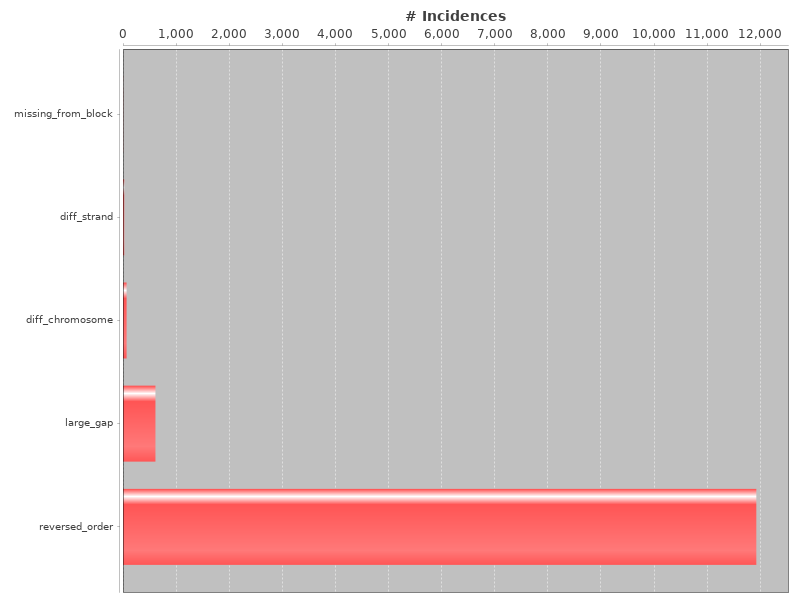 # Incidences
0 1,000 2,000 3,000 4,000 5,000 6,000 7,000 8,000 9,000 10,000 11,000 12,000
missing_from_block
diff_strand
diff_chromosome
large_gap
reversed_order